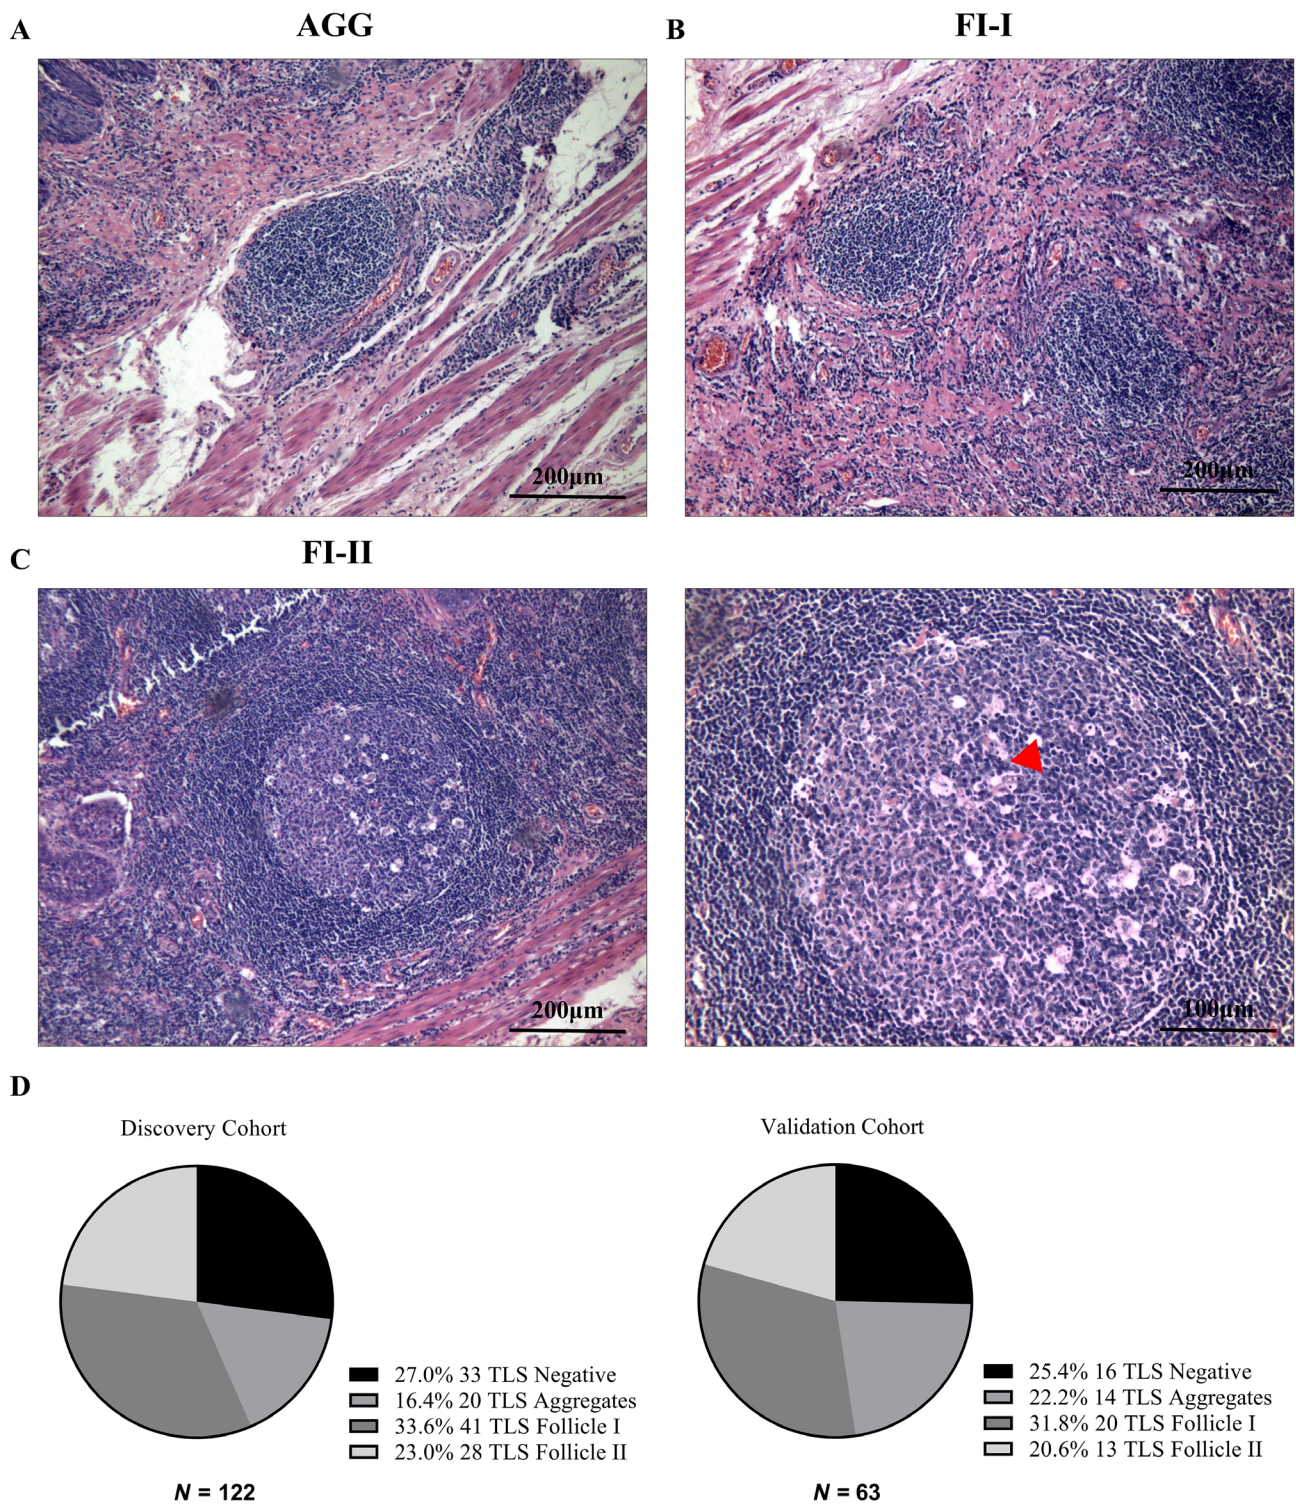 A
AGG
B
FI-I
200μm
200μm
C
FI-II
200μm
100μm
D
Discovery Cohort
27.0% 33 TLS Negative
16.4% 20 TLS Aggregates
33.6% 41 TLS Follicle I
23.0% 28 TLS Follicle II
N = 122
Validation Cohort
25.4% 16 TLS Negative
22.2% 14 TLS Aggregates
31.8% 20 TLS Follicle I
20.6% 13 TLS Follicle II
N = 63